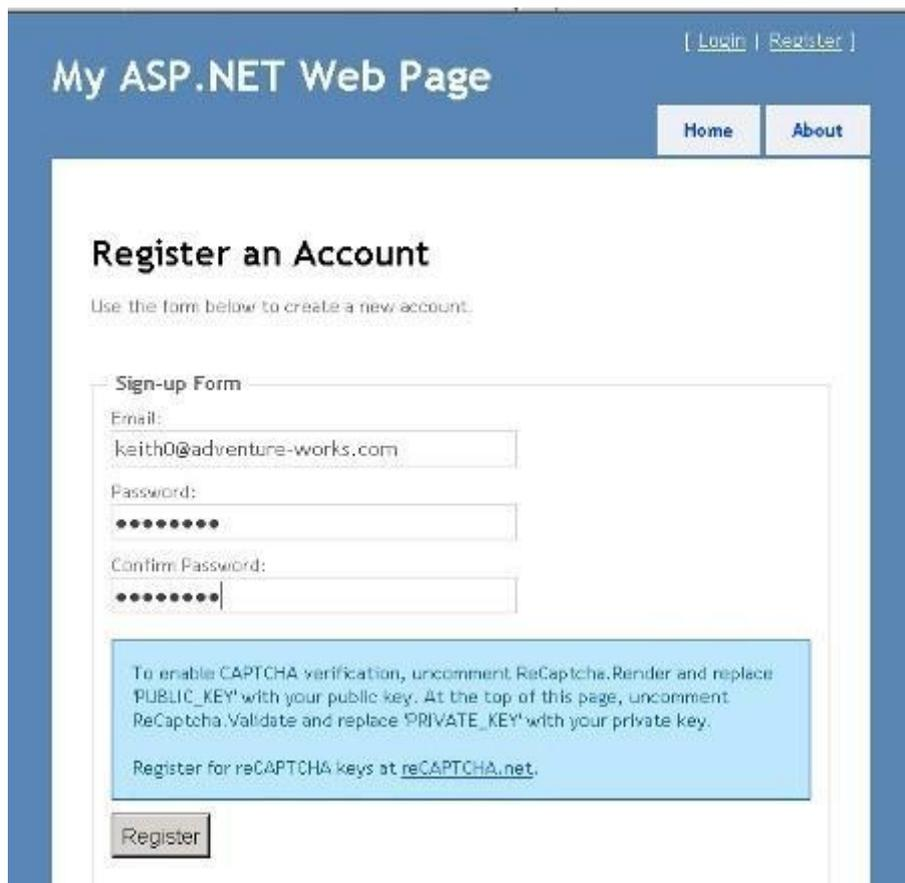 [ Login | Register ]
My ASP.NET Web Page
Home About
Register an Account
Use the form below to create a new account.
Sign-up Form
Email:
keith0@adventure-works.com
Password:
••••••••
Confirm Password:
••••••••
To enable CAPTCHA verification, uncomment ReCaptcha.Render and replace
'PUBLIC_KEY' with your public key. At the top of this page, uncomment
ReCaptcha.Validate and replace 'PRIVATE_KEY' with your private key.
Register for reCAPTCHA keys at reCAPTCHA.net.
Register